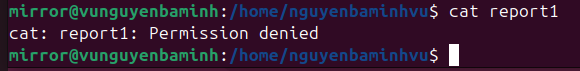 mirror@vunguyenbaminh:/home/nguyenbaminhvu$ cat report1
cat: report1: Permission denied
mirror@vunguyenbaminh:/home/nguyenbaminhvu$